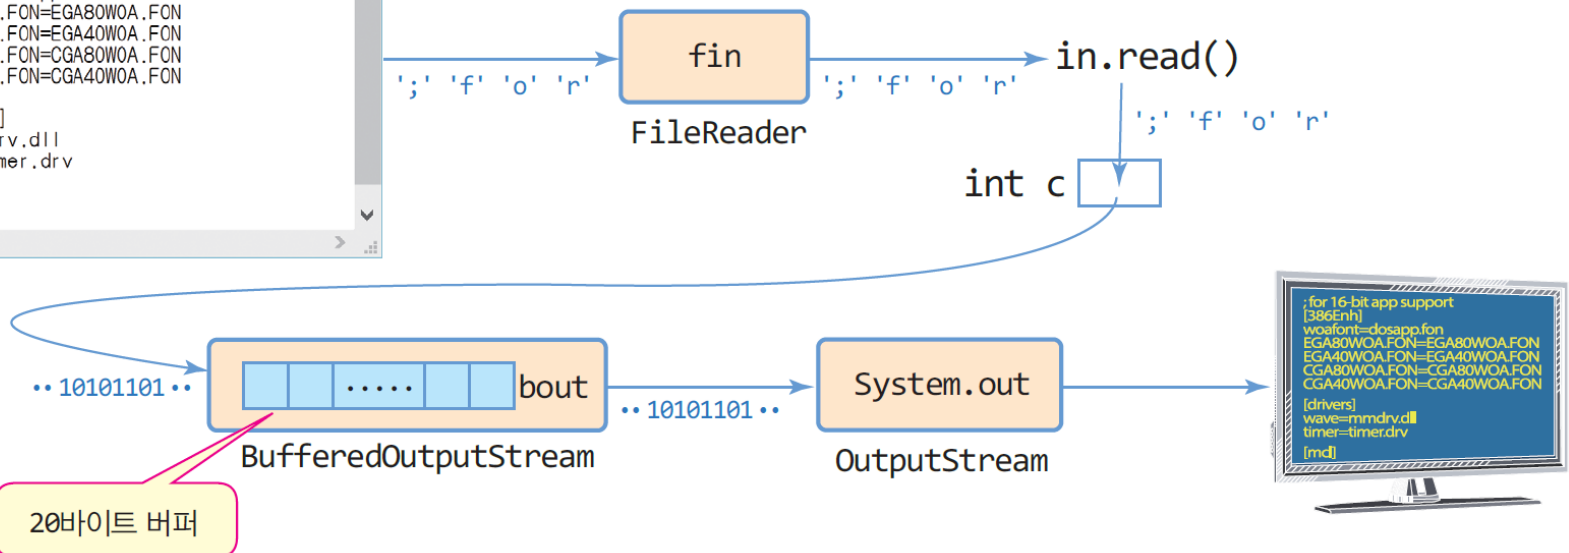 .FON=EGA80WOA.FON
.FON=EGA40WOA.FON
.FON=CGA80WOA.FON
.FON=CGA40WOA.FON
]
rv.dll
mer.drv
fin
in.read()
';' 'f' 'o' 'r'
';' 'f' 'o' 'r'
FileReader
';' 'f' 'o' 'r'
int c
; for 16-bit app support
[386Enh]
woafont=dosapp.fon
EGA80WOA.FON=EGA80WOA.FON
EGA40WOA.FON=EGA40WOA.FON
CGA80WOA.FON=CGA80WOA.FON
CGA40WOA.FON=CGA40WOA.FON
[drivers]
wave=mmdrv.dll
timer=timer.drv
[mci]
··10101101··
..... bout
··10101101··
System.out
BufferedOutputStream
OutputStream
20바이트 버퍼